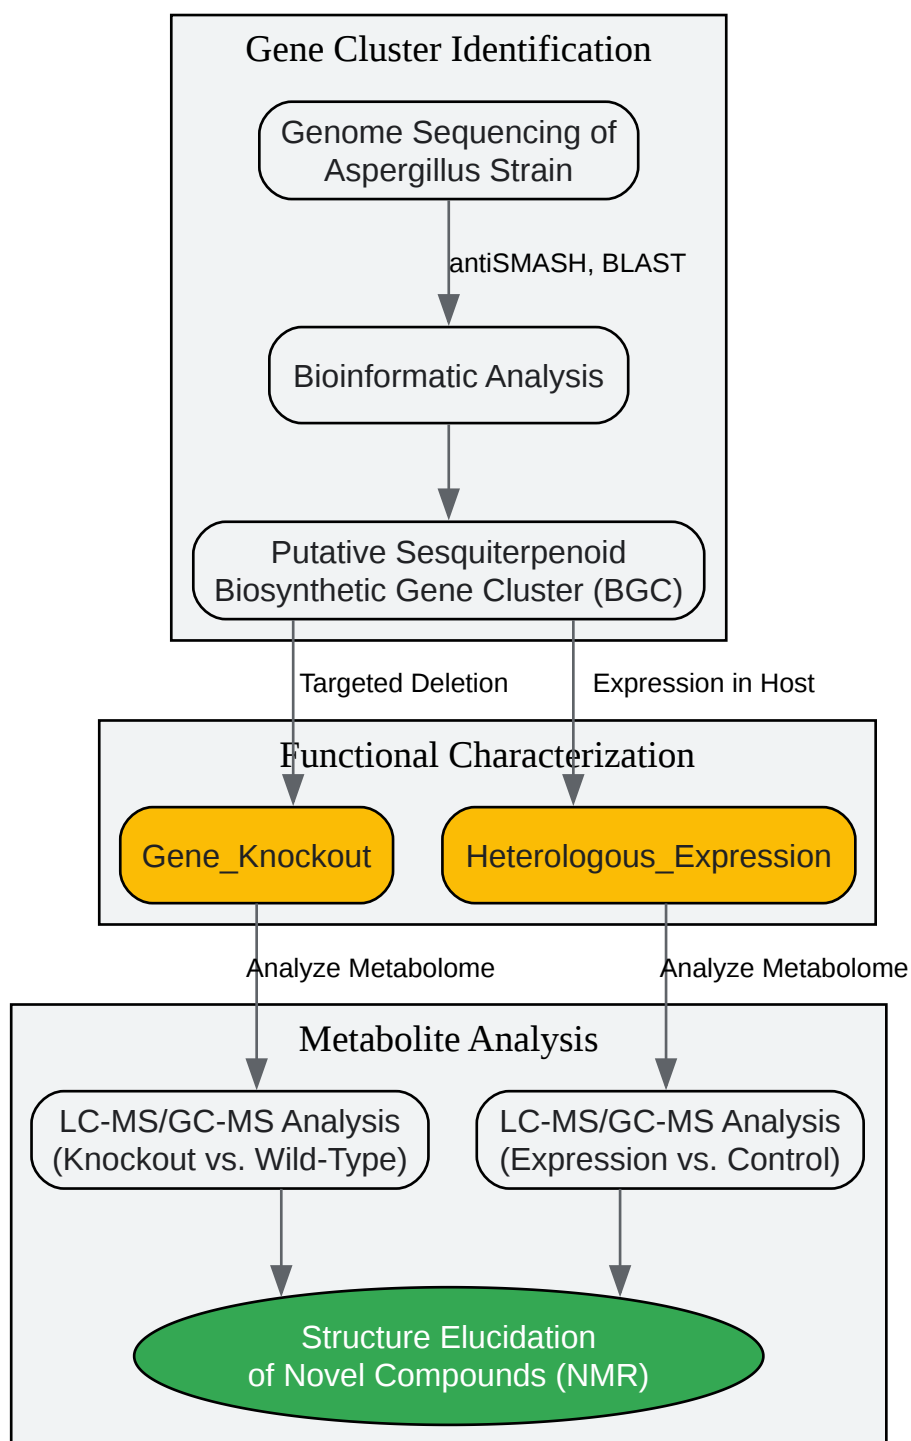 Gene Cluster Identification
Genome Sequencing of
Aspergillus Strain
antiSMASH, BLAST
Bioinformatic Analysis
Putative Sesquiterpenoid
Biosynthetic Gene Cluster (BGC)
Targeted Deletion
Expression in Host
Functional Characterization
Gene_Knockout
Heterologous_Expression
Analyze Metabolome
Analyze Metabolome
Metabolite Analysis
LC-MS/GC-MS Analysis
(Knockout vs. Wild-Type)
LC-MS/GC-MS Analysis
(Expression vs. Control)
Structure Elucidation
of Novel Compounds (NMR)